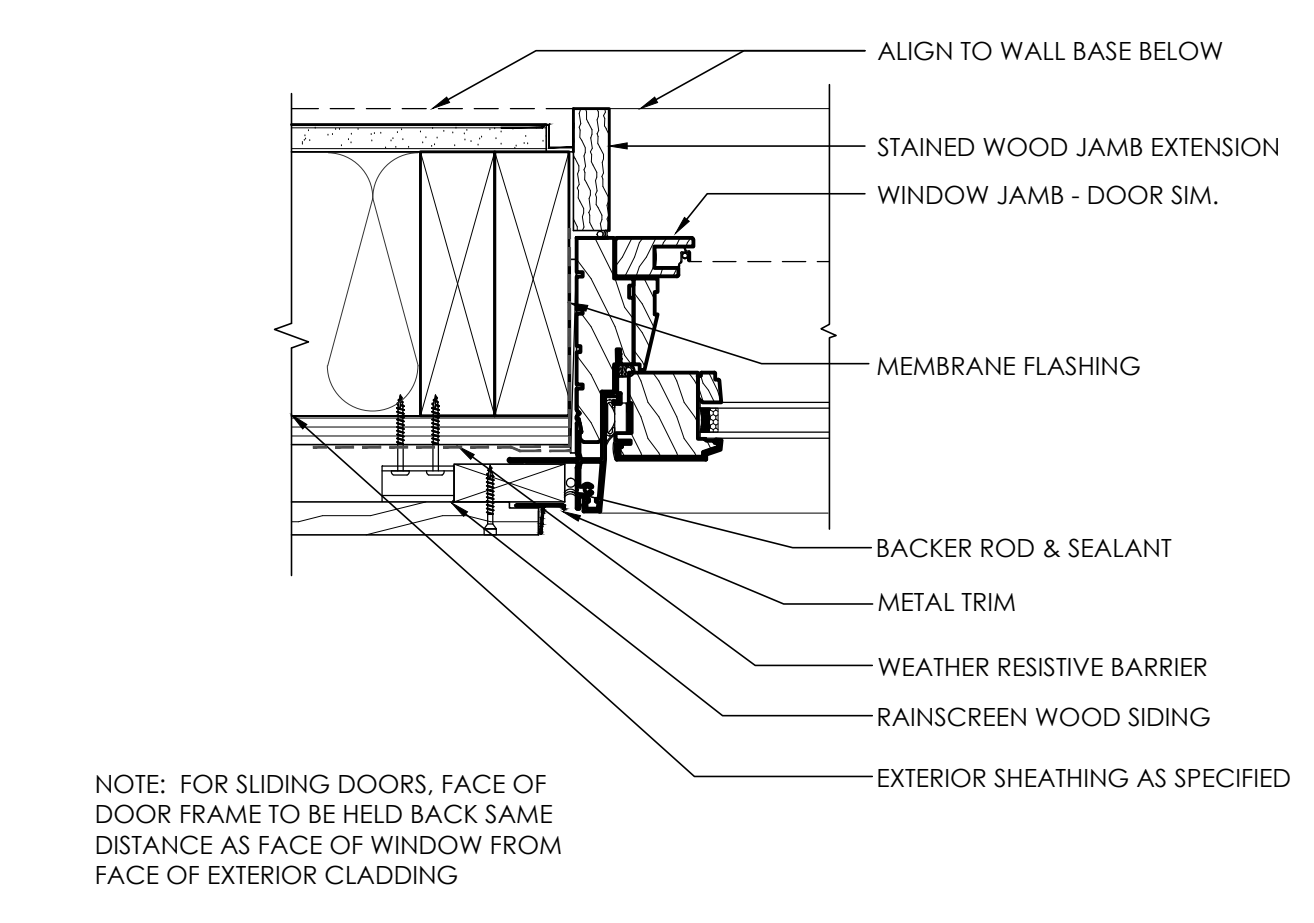 ALIGN TO WALL BASE BELOW
STAINED WOOD JAMB EXTENSION
WINDOW JAMB - DOOR SIM.
MEMBRANE FLASHING
BACKER ROD & SEALANT
METAL TRIM
WEATHER RESISTIVE BARRIER
RAINSCREEN WOOD SIDING
EXTERIOR SHEATHING AS SPECIFIED
NOTE: FOR SLIDING DOORS, FACE OF
DOOR FRAME TO BE HELD BACK SAME
DISTANCE AS FACE OF WINDOW FROM
FACE OF EXTERIOR CLADDING